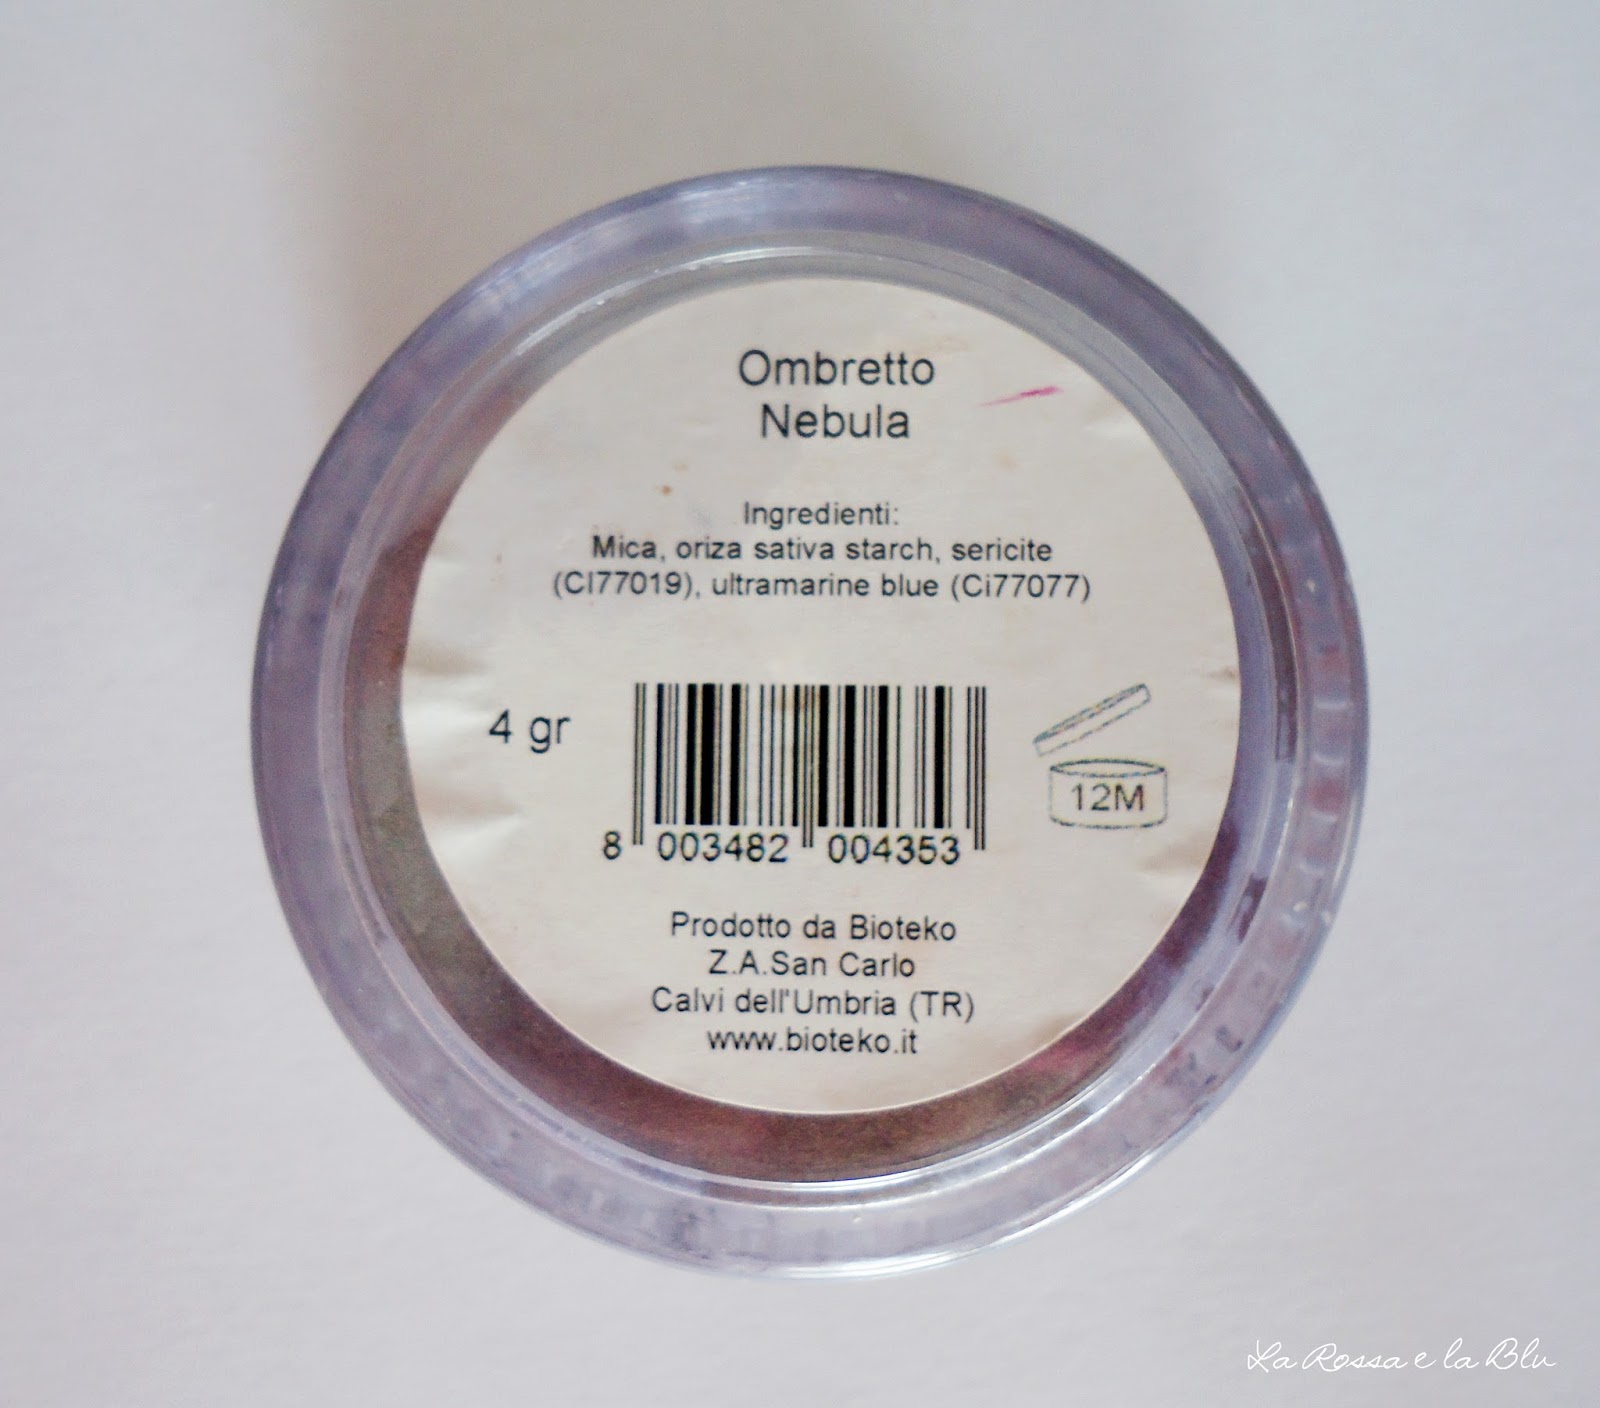 Ombretto
Nebula
Ingredienti:
Mica, oriza sativa starch, sericite
(CI77019), ultramarine blue (Ci77077)
4 gr
12M
8 003482 004353
Prodotto da Bioteko
Z.A.San Carlo
Calvi dell'Umbria (TR)
www.bioteko.it
La Rossa e la Blu